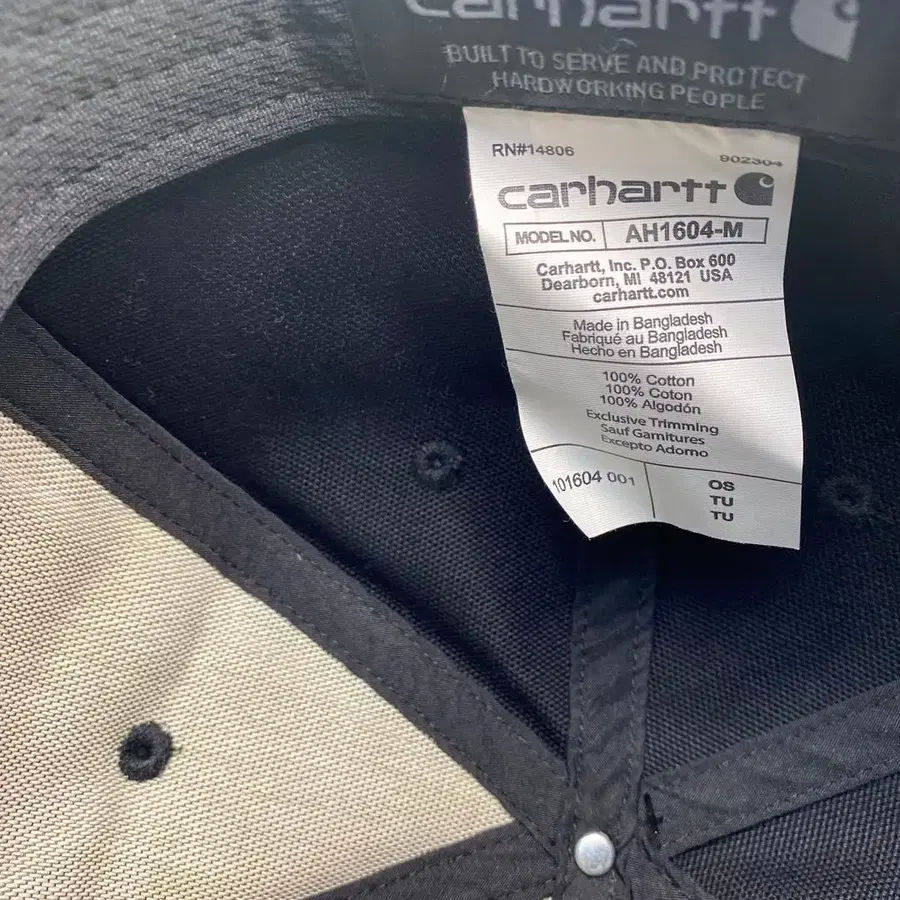 carhartt
BUILT TO SERVE AND PROTECT
HARDWORKING PEOPLE
RN#14806 902304
carhartt
MODEL NO. AH1604-M
Carhartt, Inc. P.O. Box 600
Dearborn, MI 48121 USA
carhartt.com
Made in Bangladesh
Fabriqué au Bangladesh
Hecho en Bangladesh
100% Cotton
100% Coton
100% Algodón
Exclusive Trimming
Sauf Garnitures
Excepto Adorno
101604 001
OS
TU
TU